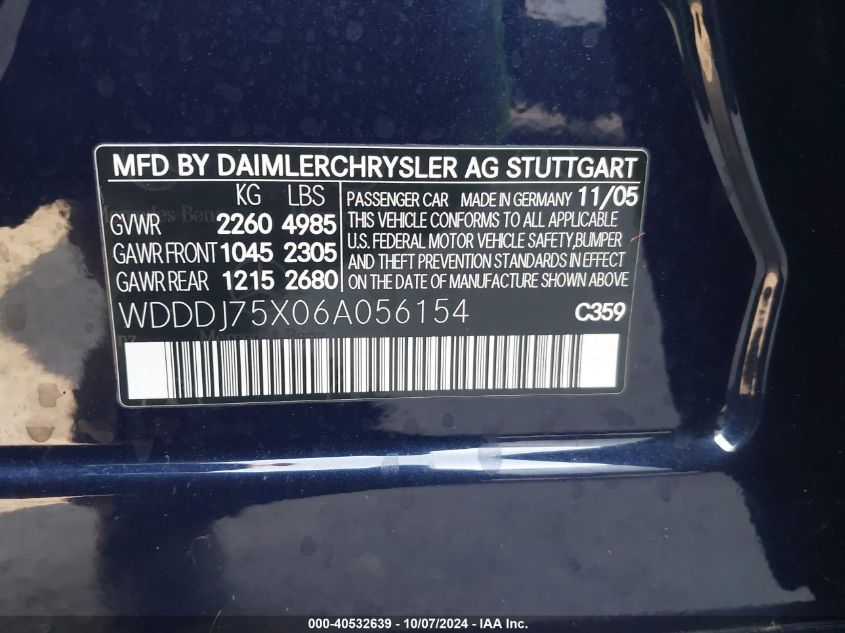 MFD BY DAIMLERCHRYSLER AG STUTTGART
KG LBS
GVWR 2260 4985
GAWR FRONT 1045 2305
GAWR REAR 1215 2680
PASSENGER CAR MADE IN GERMANY 11/05
THIS VEHICLE CONFORMS TO ALL APPLICABLE
U.S. FEDERAL MOTOR VEHICLE SAFETY,BUMPER
AND THEFT PREVENTION STANDARDS IN EFFECT
ON THE DATE OF MANUFACTURE SHOWN ABOVE
WDDDJ75X06A056154 C359
000-40532639 - 10/07/2024 - IAA Inc.